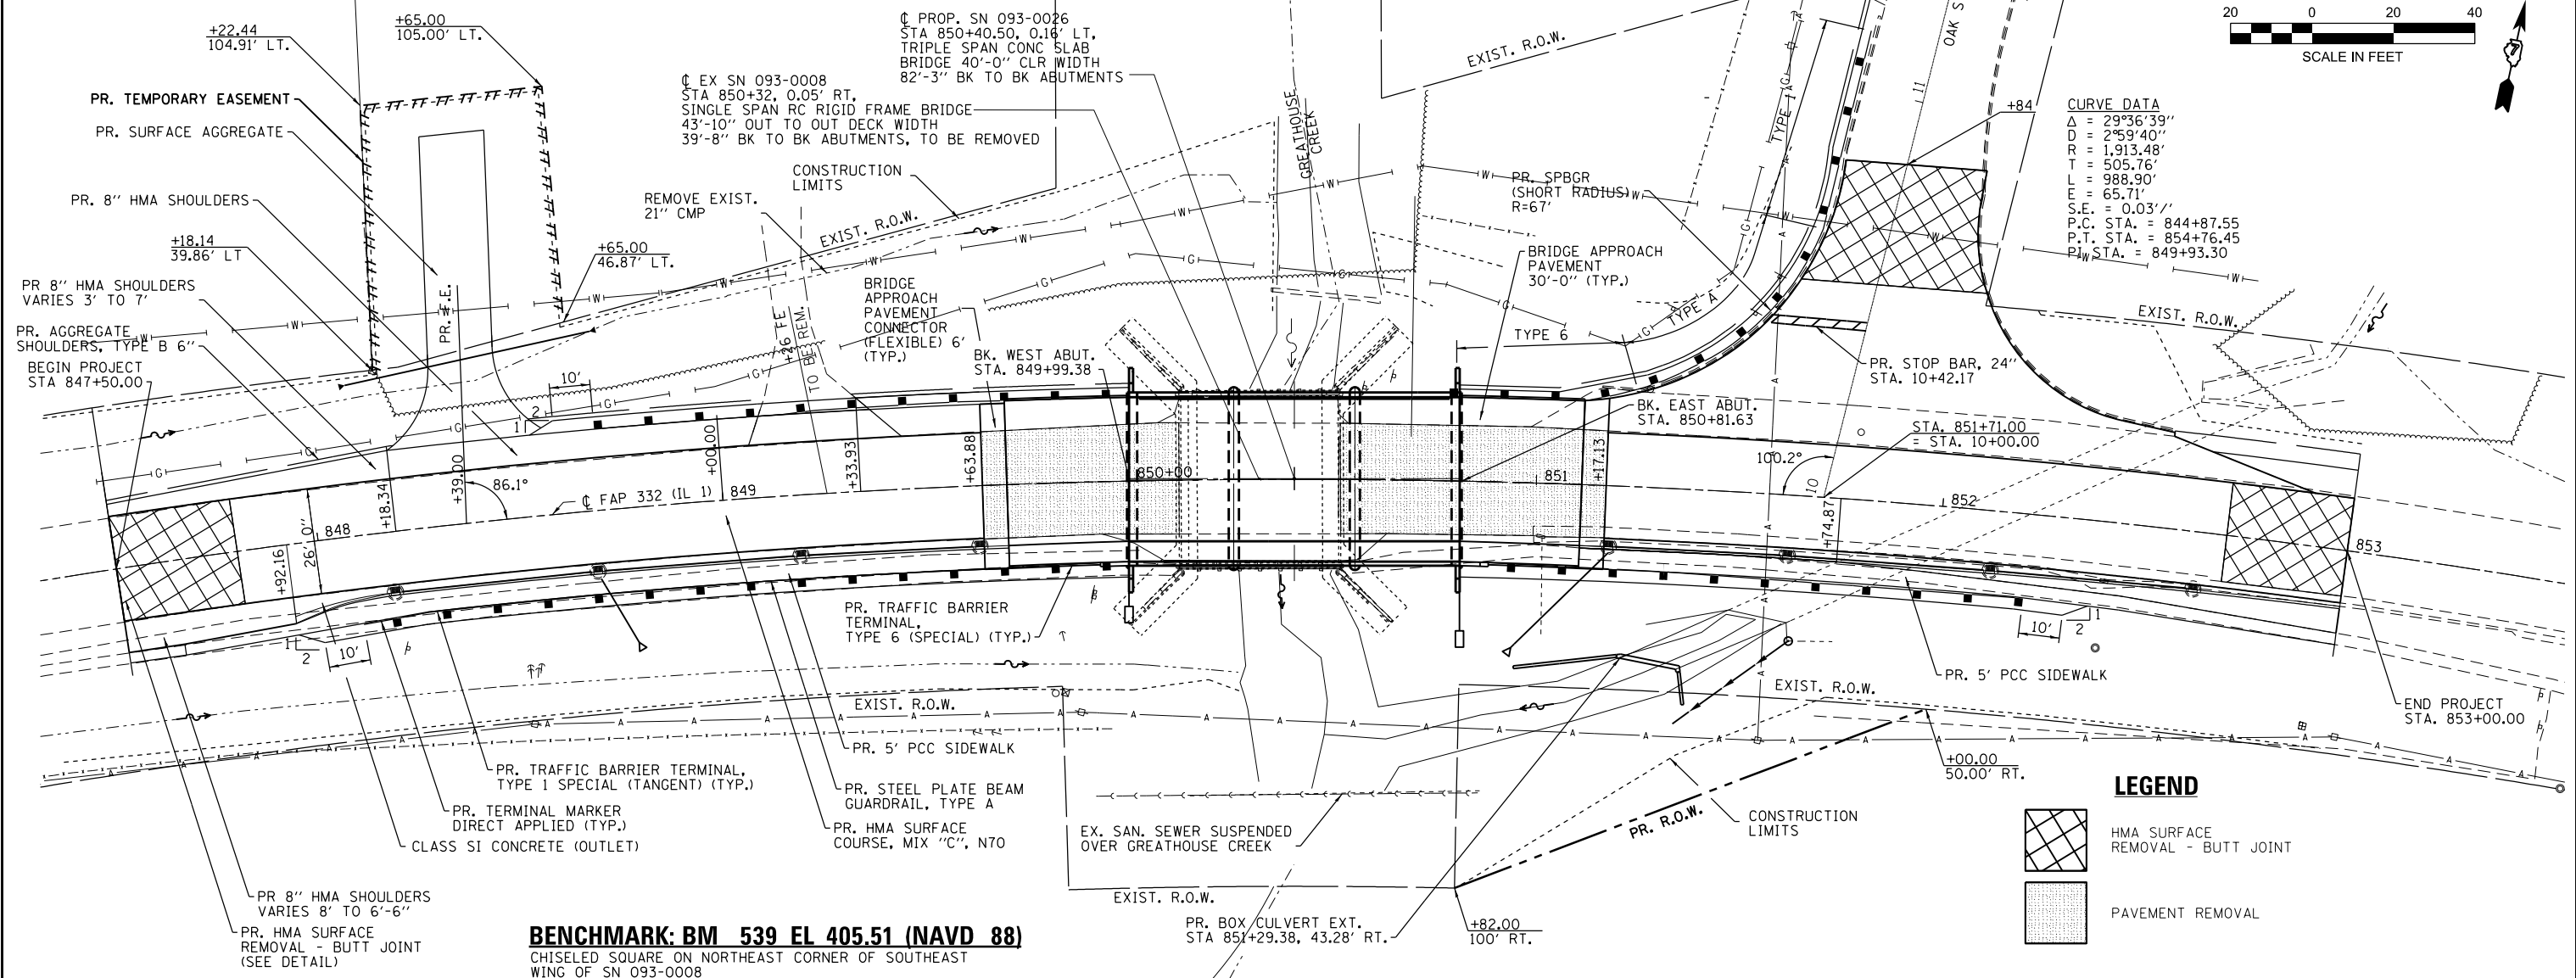 +22.44
104.91' LT.
+65.00
105.00' LT.
PR. TEMPORARY EASEMENT
PR. SURFACE AGGREGATE
PR. 8" HMA SHOULDERS
+18.14
39.86' LT
PR 8" HMA SHOULDERS
VARIES 3' TO 7'
PR. AGGREGATE
SHOULDERS, TYPE B 6"
BEGIN PROJECT
STA 847+50.00
PR. F.E.
+65.00
46.87' LT.
REMOVE EXIST.
21" CMP
CONSTRUCTION
LIMITS
EXIST. R.O.W.
℄ EX SN 093-0008
STA 850+32, 0.05' RT,
SINGLE SPAN RC RIGID FRAME BRIDGE
43'-10" OUT TO OUT DECK WIDTH
39'-8" BK TO BK ABUTMENTS, TO BE REMOVED
℄ PROP. SN 093-0026
STA 850+40.50, 0.16' LT,
TRIPLE SPAN CONC SLAB
BRIDGE 40'-0" CLR WIDTH
82'-3" BK TO BK ABUTMENTS
GREATHOUSE
CREEK
EXIST. R.O.W.
OAK S
11
20 0 20 40
SCALE IN FEET
+84
CURVE DATA
Δ = 29°36'39"
D = 2°59'40"
R = 1,913.48'
T = 505.76'
L = 988.90'
E = 65.71'
S.E. = 0.03'/'
P.C. STA. = 844+87.55
P.T. STA. = 854+76.45
PI STA. = 849+93.30
PR. SPBGR
(SHORT RADIUS)
R=67'
TYPE 1
TYPE A
TYPE 6
BRIDGE APPROACH
PAVEMENT
30'-0" (TYP.)
BRIDGE
APPROACH
PAVEMENT
CONNECTOR
(FLEXIBLE) 6'
(TYP.)
+26 FE
TO BE REM.
BK. WEST ABUT.
STA. 849+99.38
EXIST. R.O.W.
PR. STOP BAR, 24"
STA. 10+42.17
BK. EAST ABUT.
STA. 850+81.63
STA. 851+71.00
= STA. 10+00.00
10'
1
2
+92.16
26'-0"
848
+18.34
+39.00
86.1°
℄ FAP 332 (IL 1)
+00.00
849
+33.93
+63.88
850+00
851
+17.13
100.2°
10
+74.87
852
853
1
2
10'
PR. TRAFFIC BARRIER
TERMINAL,
TYPE 6 (SPECIAL) (TYP.)
10'
1
2
PR. 5' PCC SIDEWALK
EXIST. R.O.W.
EXIST. R.O.W.
PR. 5' PCC SIDEWALK
END PROJECT
STA. 853+00.00
PR. TRAFFIC BARRIER TERMINAL,
TYPE 1 SPECIAL (TANGENT) (TYP.)
PR. TERMINAL MARKER
DIRECT APPLIED (TYP.)
CLASS SI CONCRETE (OUTLET)
PR. STEEL PLATE BEAM
GUARDRAIL, TYPE A
PR. HMA SURFACE
COURSE, MIX "C", N70
EX. SAN. SEWER SUSPENDED
OVER GREATHOUSE CREEK
PR. R.O.W.
CONSTRUCTION
LIMITS
+00.00
50.00' RT.
PR 8" HMA SHOULDERS
VARIES 8' TO 6'-6"
PR. HMA SURFACE
REMOVAL - BUTT JOINT
(SEE DETAIL)
EXIST. R.O.W.
PR. BOX CULVERT EXT.
STA 851+29.38, 43.28' RT.
+82.00
100' RT.
BENCHMARK: BM 539 EL 405.51 (NAVD 88)
CHISELED SQUARE ON NORTHEAST CORNER OF SOUTHEAST
WING OF SN 093-0008
LEGEND
HMA SURFACE
REMOVAL - BUTT JOINT
PAVEMENT REMOVAL